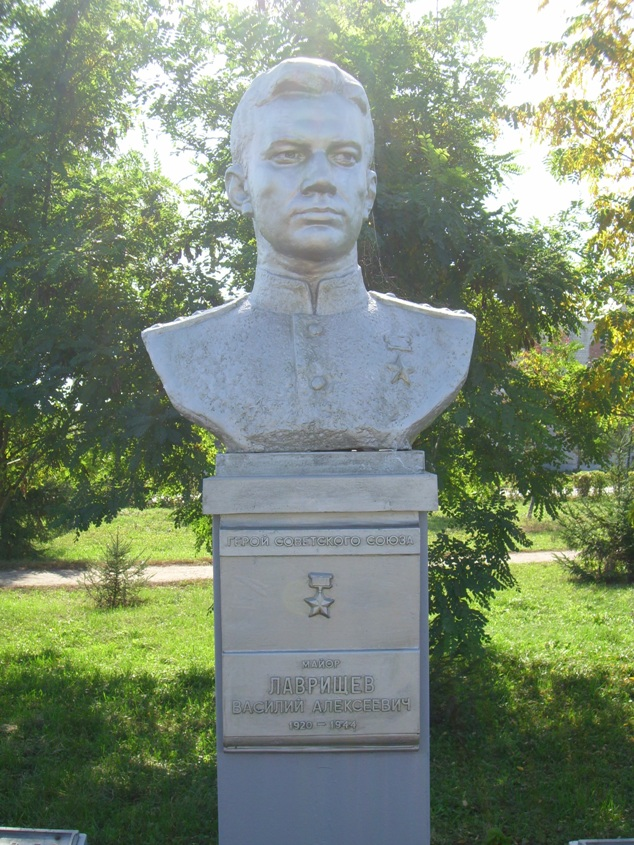 ГЕРОЙ СОВЕТСКОГО СОЮЗА
МАЙОР
ЛАВРИЩЕВ
ВАСИЛИЙ АЛЕКСЕЕВИЧ
1920 — 1944